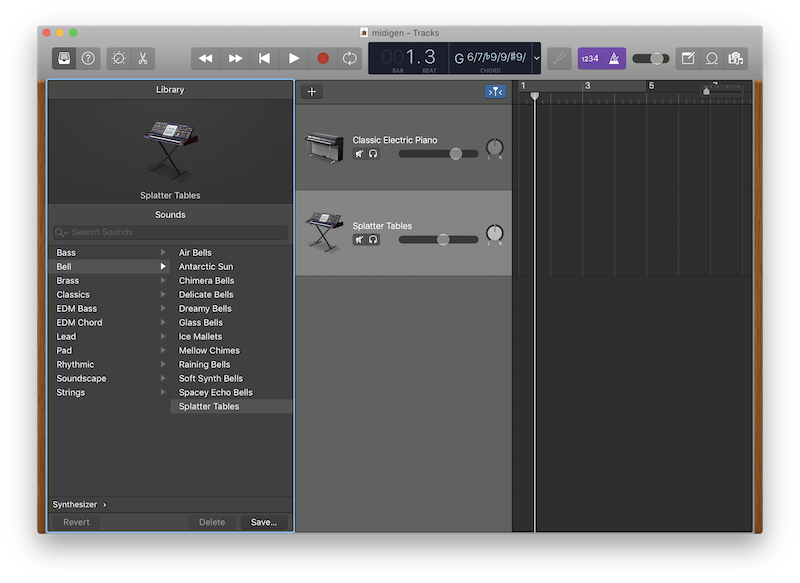 midigen - Tracks
001.3
BAR BEAT
G 6/7/♭9/9/♯9/
CHORD
1234
Library
Splatter Tables
Sounds
Search Sounds
Bass
Bell
Brass
Classics
EDM Bass
EDM Chord
Lead
Pad
Rhythmic
Soundscape
Strings
Air Bells
Antarctic Sun
Chimera Bells
Delicate Bells
Dreamy Bells
Glass Bells
Ice Mallets
Mellow Chimes
Raining Bells
Soft Synth Bells
Spacey Echo Bells
Splatter Tables
Synthesizer ›
Revert Delete Save...
+
Classic Electric Piano
L R
Splatter Tables
L R
1 3 5 7